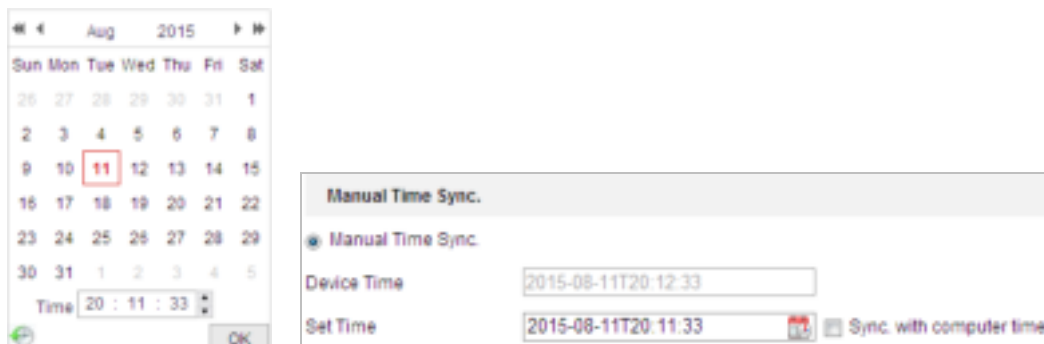 Aug 2015
Sun Mon Tue Wed Thu Fri Sat
26 27 28 29 30 31 1
2 3 4 5 6 7 8
9 10 11 12 13 14 15
16 17 18 19 20 21 22
23 24 25 26 27 28 29
30 31 1 2 3 4 5
Time 20 : 11 : 33
OK
Manual Time Sync.
Manual Time Sync.
Device Time 2015-08-11T20:12:33
Set Time 2015-08-11T20:11:33 Sync. with computer time